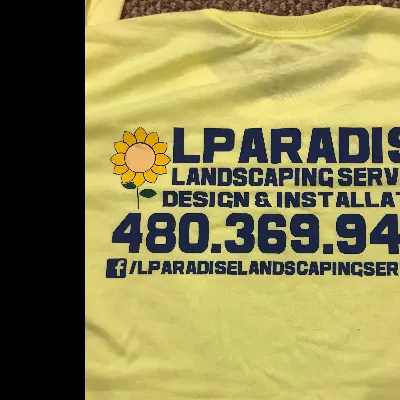 LPARADIS
LANDSCAPING SERV
DESIGN & INSTALLAT
480.369.94
f/LPARADISELANDSCAPINGSER